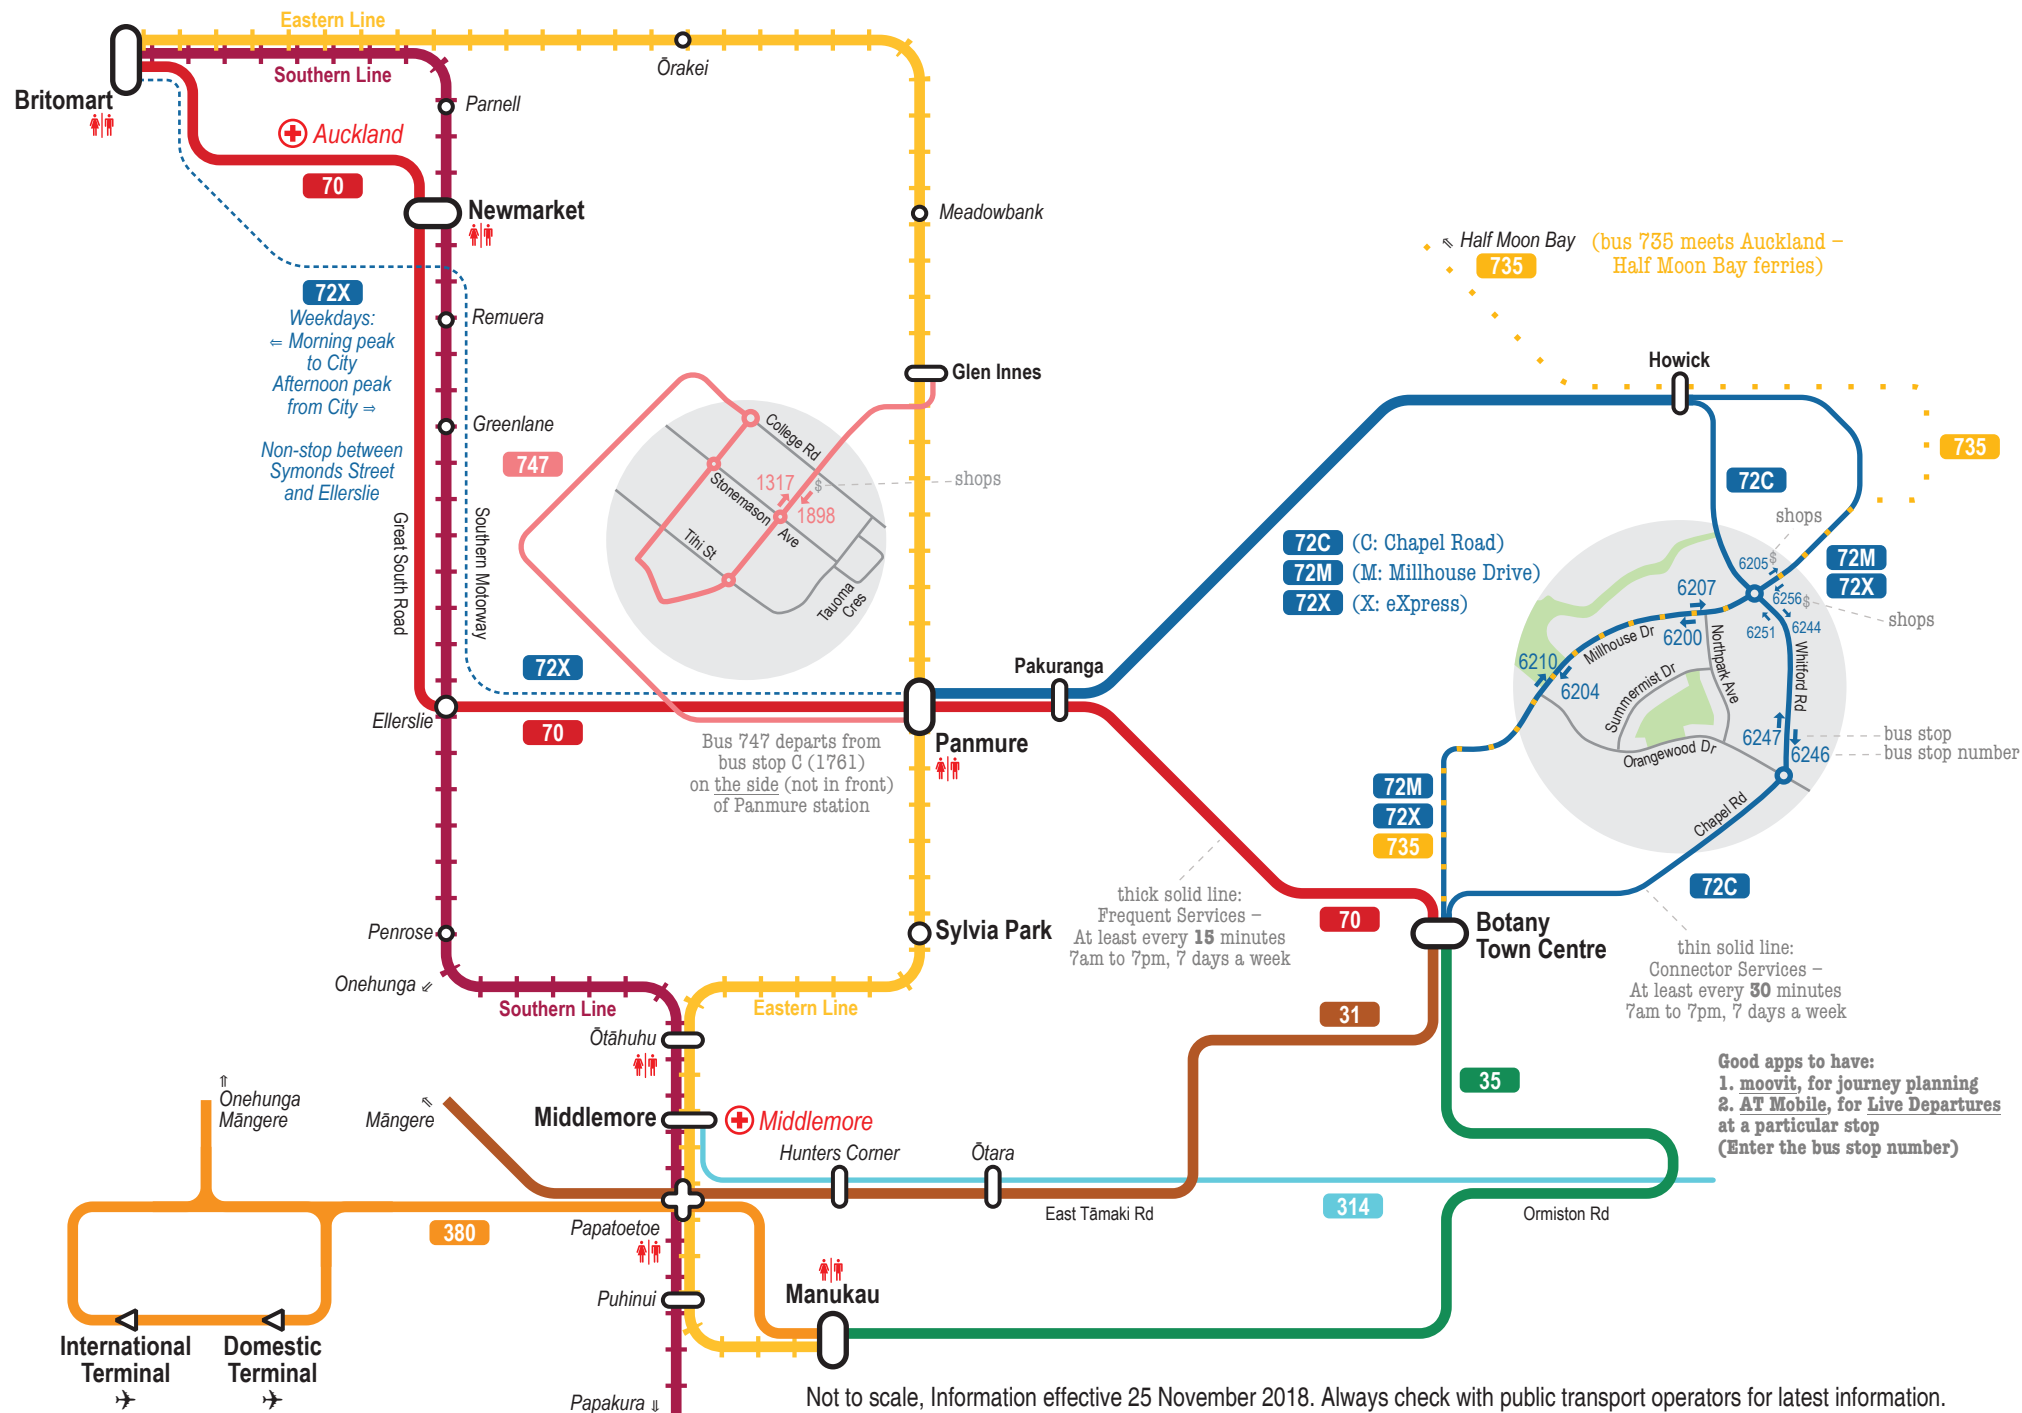 Eastern Line
Southern Line
Britomart
Ōrakei
Parnell
Auckland
70
Newmarket
Meadowbank
72X
Weekdays:
⇐ Morning peak
to City
Afternoon peak
from City ⇒
Non-stop between
Symonds Street
and Ellerslie
Remuera
Greenlane
Great South Road
Southern Motorway
747
Glen Innes
College Rd
Stonemason
Ave
Tihi St
Tauoma
Cres
1317
1898
$
shops
72X
Ellerslie
70
Bus 747 departs from
bus stop C (1761)
on the side (not in front)
of Panmure station
Panmure
Pakuranga
Half Moon Bay
735
(bus 735 meets Auckland –
Half Moon Bay ferries)
Howick
735
72C
72C (C: Chapel Road)
72M (M: Millhouse Drive)
72X (X: eXpress)
shops
72M
72X
6205
$
6256
$
shops
6207
6200
6251
6244
6210
6204
Millhouse Dr
Northpark Ave
Whitford Rd
Summermist Dr
Orangewood Dr
6247
6246
bus stop
bus stop number
Chapel Rd
72M
72X
735
72C
thick solid line:
Frequent Services –
At least every 15 minutes
7am to 7pm, 7 days a week
70
Botany
Town Centre
thin solid line:
Connector Services –
At least every 30 minutes
7am to 7pm, 7 days a week
Penrose
Onehunga
Sylvia Park
Southern Line
Eastern Line
31
35
Good apps to have:
1. moovit, for journey planning
2. AT Mobile, for Live Departures
at a particular stop
(Enter the bus stop number)
Ōtāhuhu
Middlemore
Middlemore
Onehunga
Māngere
Māngere
Hunters Corner
Ōtara
East Tāmaki Rd
314
Ormiston Rd
380
Papatoetoe
Puhinui
Manukau
International
Terminal
Domestic
Terminal
Papakura
Not to scale, Information effective 25 November 2018. Always check with public transport operators for latest information.